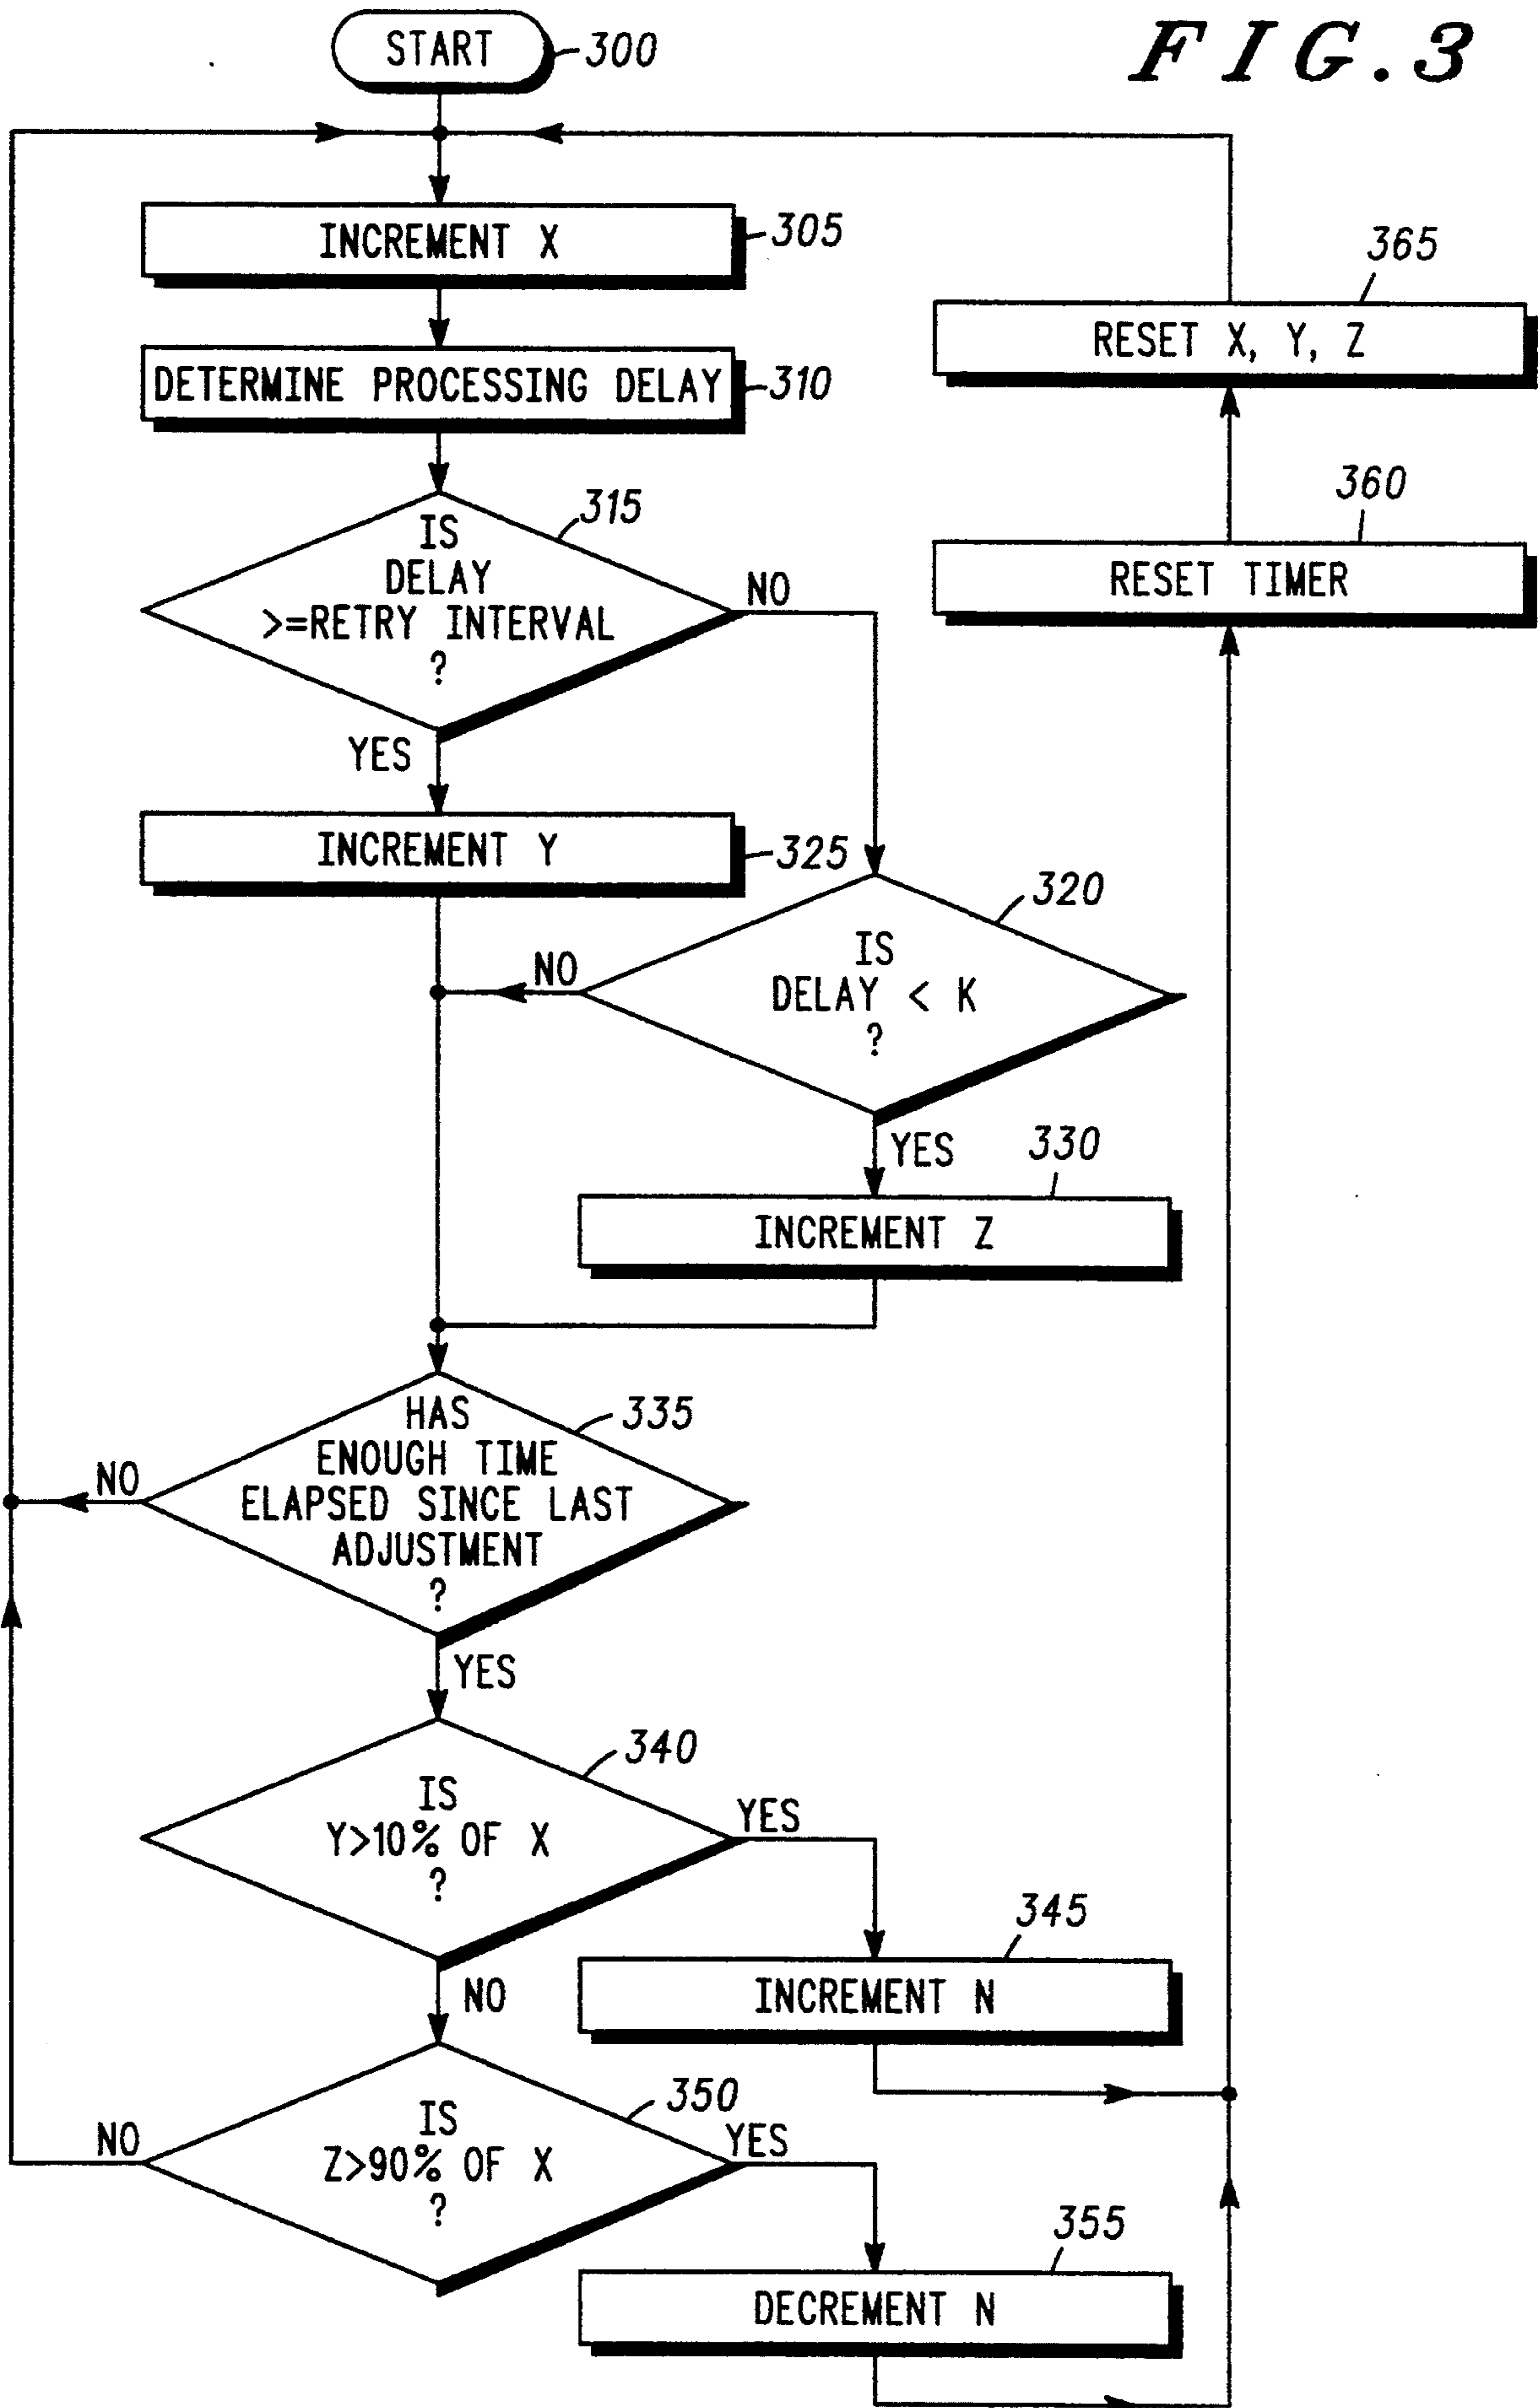 FIG.3
START
300
INCREMENT X
305
DETERMINE PROCESSING DELAY
310
IS
DELAY
>=RETRY INTERVAL
?
315
NO
YES
INCREMENT Y
325
IS
DELAY < K
?
320
NO
YES
INCREMENT Z
330
HAS
ENOUGH TIME
ELAPSED SINCE LAST
ADJUSTMENT
?
335
NO
YES
IS
Y>10% OF X
?
340
YES
NO
INCREMENT N
345
IS
Z>90% OF X
?
350
NO
YES
DECREMENT N
355
RESET TIMER
360
RESET X, Y, Z
365